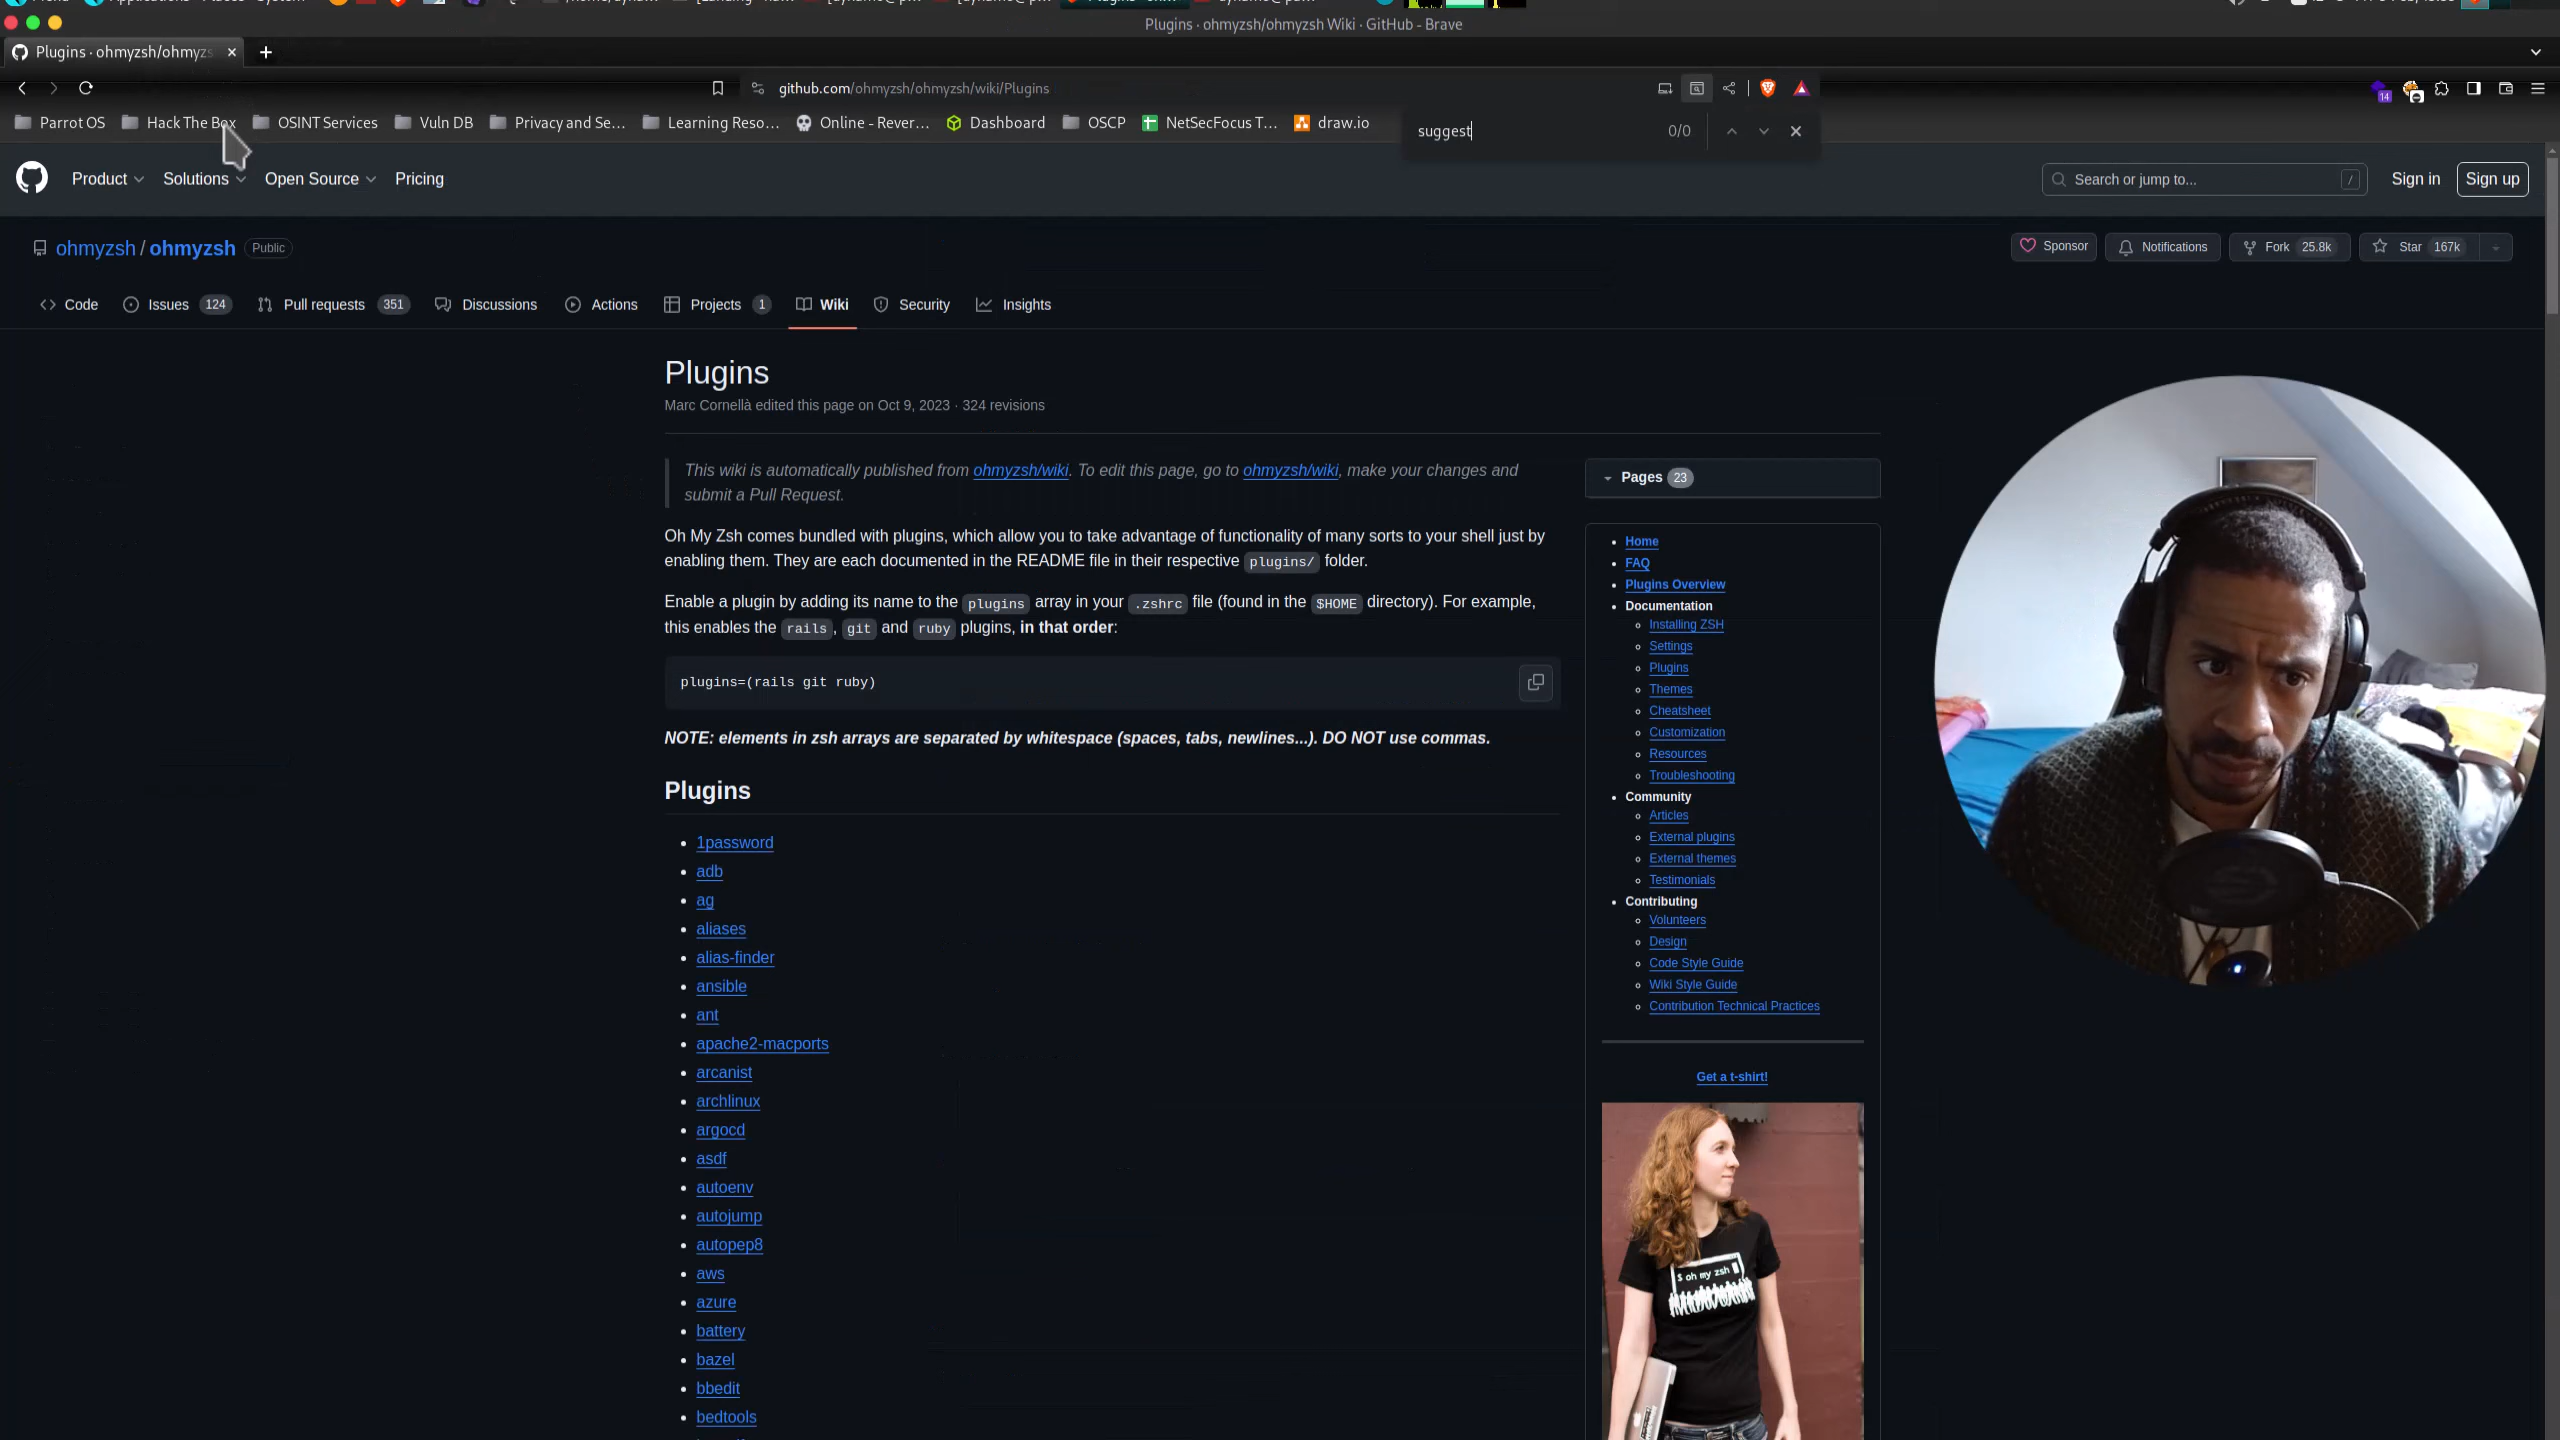 Plugins · ohmyzsh/ohmyzsh Wiki · GitHub - Brave
Plugins · ohmyzsh/ohmyzs
github.com/ohmyzsh/ohmyzsh/wiki/Plugins
14
Parrot OS Hack The Box OSINT Services Vuln DB Privacy and Se... Learning Reso... Online - Rever... Dashboard OSCP NetSecFocus T... draw.io
suggest 0/0
Product Solutions Open Source Pricing
Search or jump to... /
Sign in Sign up
ohmyzsh / ohmyzsh Public
Sponsor Notifications Fork 25.8k Star 167k
Code Issues 124 Pull requests 351 Discussions Actions Projects 1 Wiki Security Insights
Plugins
Marc Cornellà edited this page on Oct 9, 2023 · 324 revisions
This wiki is automatically published from ohmyzsh/wiki. To edit this page, go to ohmyzsh/wiki, make your changes and
submit a Pull Request.
Oh My Zsh comes bundled with plugins, which allow you to take advantage of functionality of many sorts to your shell just by
enabling them. They are each documented in the README file in their respective plugins/ folder.
Enable a plugin by adding its name to the plugins array in your .zshrc file (found in the $HOME directory). For example,
this enables the rails, git and ruby plugins, in that order:
plugins=(rails git ruby)
NOTE: elements in zsh arrays are separated by whitespace (spaces, tabs, newlines...). DO NOT use commas.
Plugins
1password
adb
ag
aliases
alias-finder
ansible
ant
apache2-macports
arcanist
archlinux
argocd
asdf
autoenv
autojump
autopep8
aws
azure
battery
bazel
bbedit
bedtools
Pages 23
Home
FAQ
Plugins Overview
Documentation
Installing ZSH
Settings
Plugins
Themes
Cheatsheet
Customization
Resources
Troubleshooting
Community
Articles
External plugins
External themes
Testimonials
Contributing
Volunteers
Design
Code Style Guide
Wiki Style Guide
Contribution Technical Practices
Get a t-shirt!
$ oh my zsh